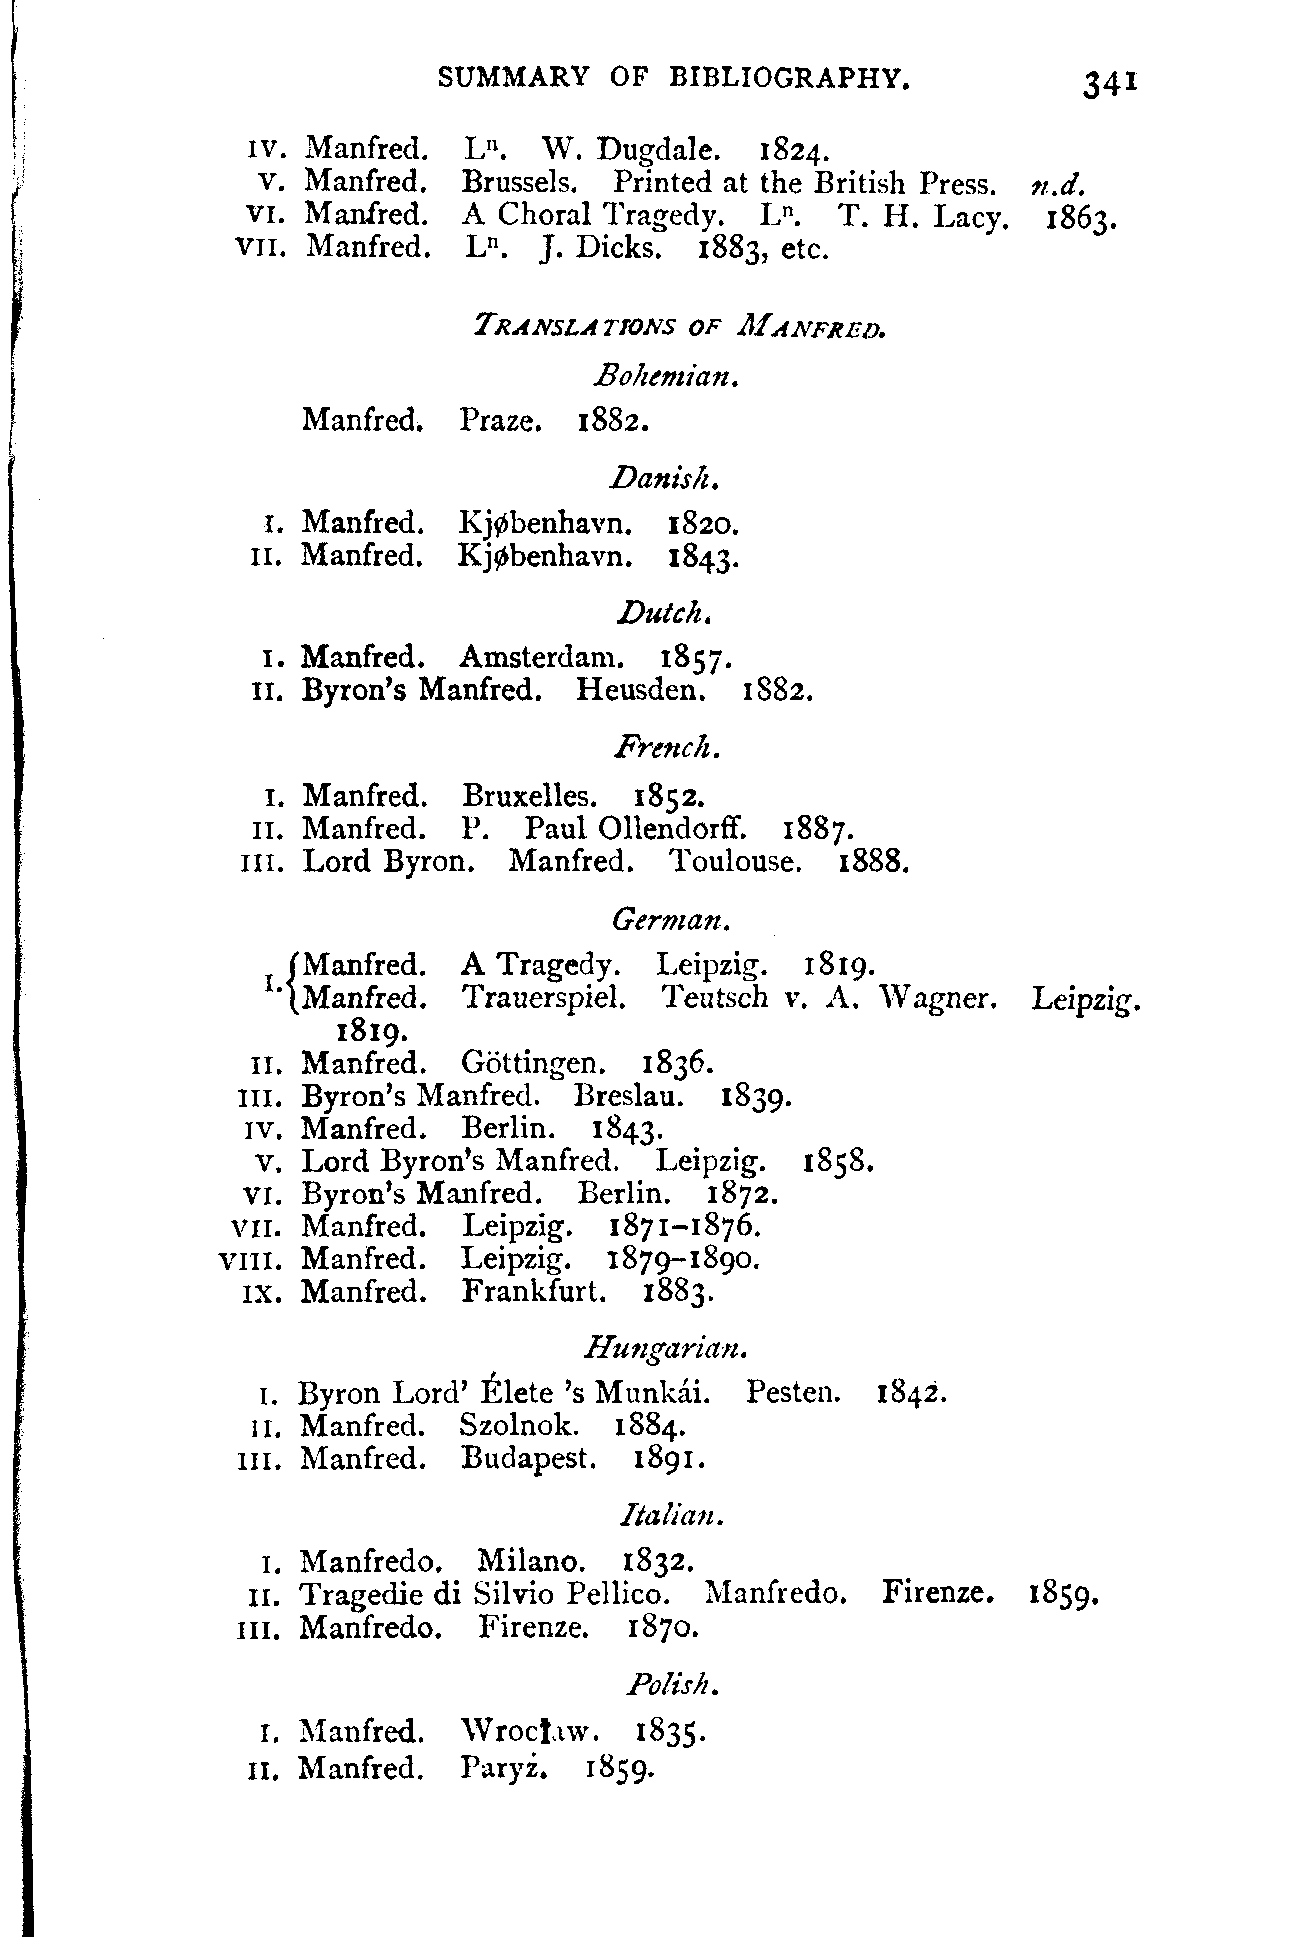 SUMMARY OF BIBLIOGRAPHY. 341
IV. Manfred. Lⁿ. W. Dugdale. 1824.
V. Manfred. Brussels. Printed at the British Press. n.d.
VI. Manfred. A Choral Tragedy. Lⁿ. T. H. Lacy. 1863.
VII. Manfred. Lⁿ. J. Dicks. 1883, etc.
TRANSLATIONS OF MANFRED.
Bohemian.
Manfred. Praze. 1882.
Danish.
I. Manfred. Kjøbenhavn. 1820.
II. Manfred. Kjøbenhavn. 1843.
Dutch.
I. Manfred. Amsterdam. 1857.
II. Byron's Manfred. Heusden. 1882.
French.
I. Manfred. Bruxelles. 1852.
II. Manfred. P. Paul Ollendorff. 1887.
III. Lord Byron. Manfred. Toulouse. 1888.
German.
I. {Manfred. A Tragedy. Leipzig. 1819.
{Manfred. Trauerspiel. Teutsch v. A. Wagner. Leipzig.
1819.
II. Manfred. Göttingen. 1836.
III. Byron's Manfred. Breslau. 1839.
IV. Manfred. Berlin. 1843.
V. Lord Byron's Manfred. Leipzig. 1858.
VI. Byron's Manfred. Berlin. 1872.
VII. Manfred. Leipzig. 1871–1876.
VIII. Manfred. Leipzig. 1879–1890.
IX. Manfred. Frankfurt. 1883.
Hungarian.
I. Byron Lord' Élete 's Munkái. Pesten. 1842.
II. Manfred. Szolnok. 1884.
III. Manfred. Budapest. 1891.
Italian.
I. Manfredo. Milano. 1832.
II. Tragedie di Silvio Pellico. Manfredo. Firenze. 1859.
III. Manfredo. Firenze. 1870.
Polish.
I. Manfred. Wrocław. 1835.
II. Manfred. Paryż. 1859.